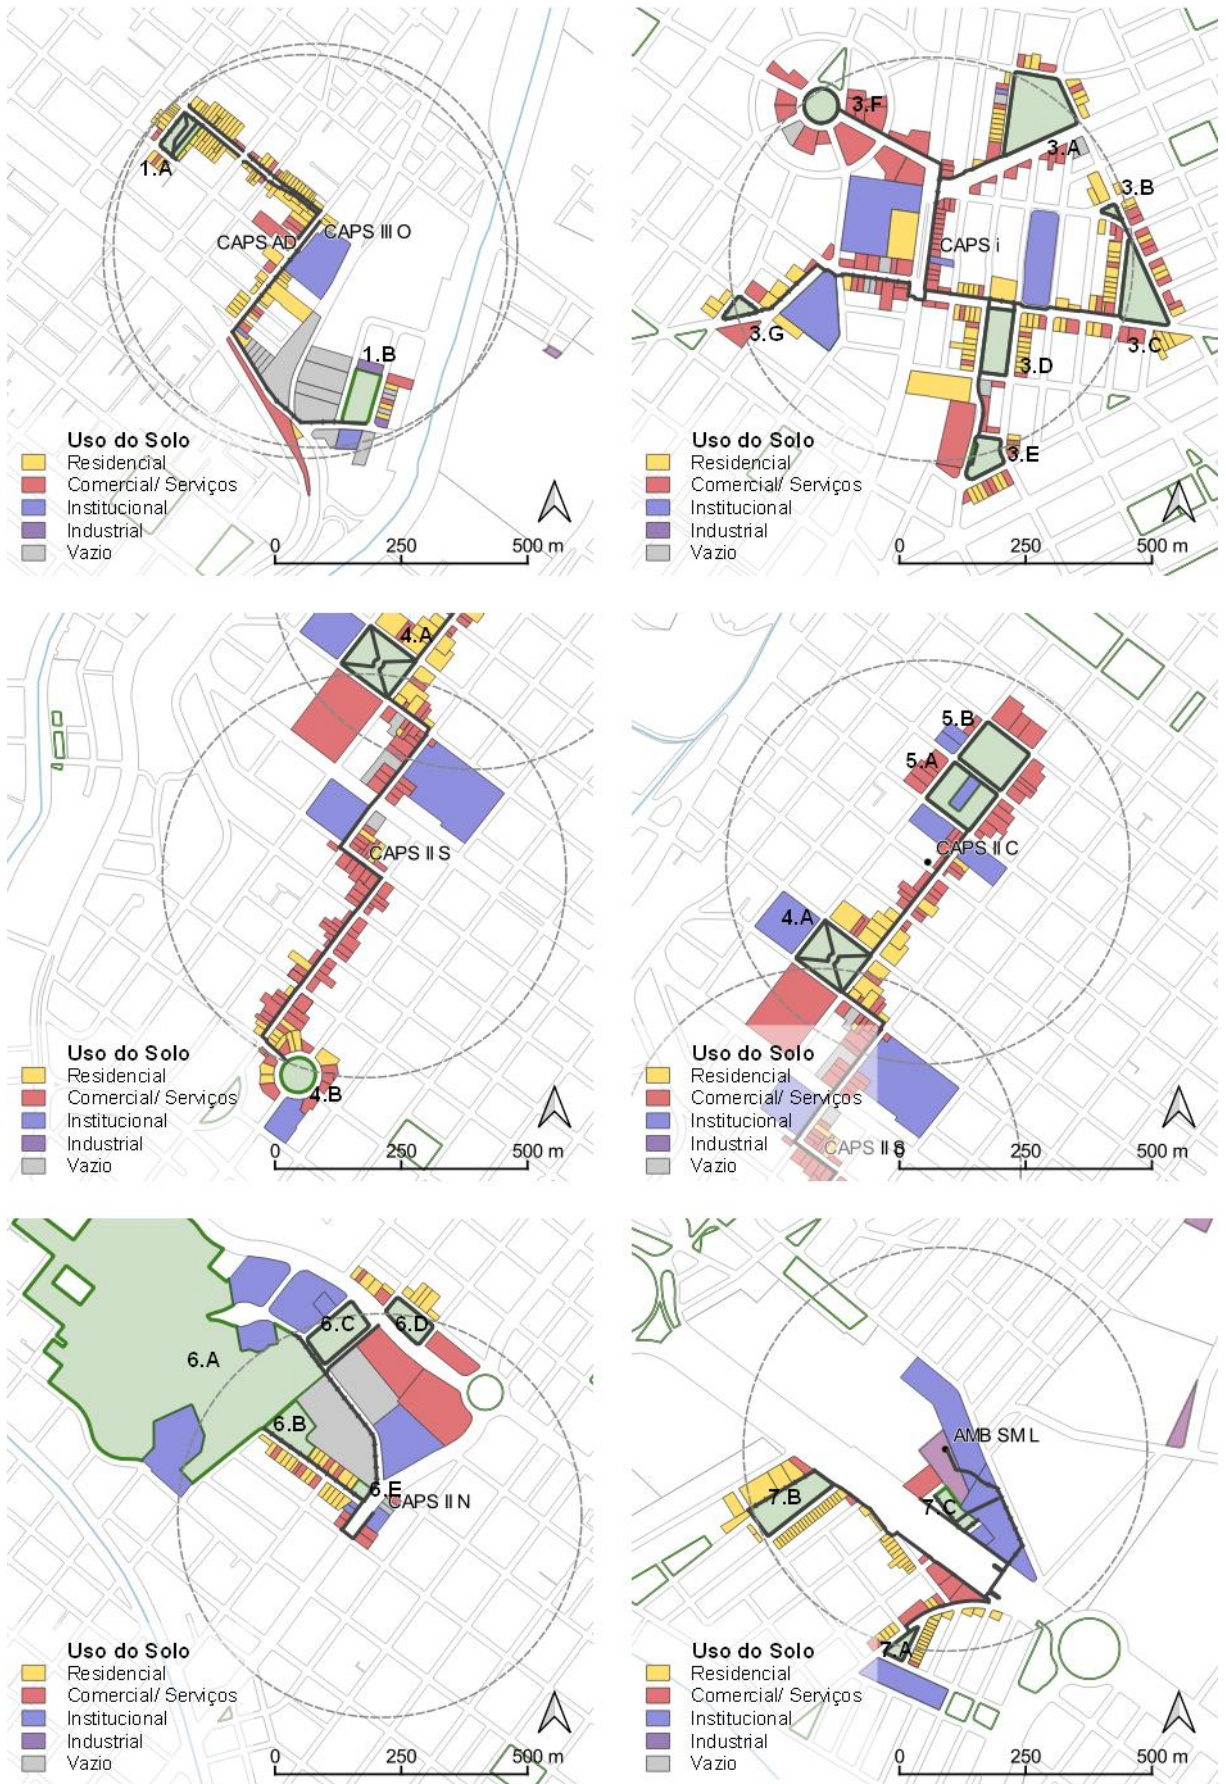 1.A
CAPS AD
CAPS III O
1.B
Uso do Solo
Residencial
Comercial/ Serviços
Institucional
Industrial
Vazio
0 250 500 m
3.F
3.A
3.B
CAPS i
3.G
3.C
3.D
3.E
Uso do Solo
Residencial
Comercial/ Serviços
Institucional
Industrial
Vazio
0 250 500 m
4.A
CAPS II S
4.B
Uso do Solo
Residencial
Comercial/ Serviços
Institucional
Industrial
Vazio
0 250 500 m
5.B
5.A
CAPS II C
4.A
CAPS II S
Uso do Solo
Residencial
Comercial/ Serviços
Institucional
Industrial
Vazio
0 250 500 m
6.C
6.D
6.A
6.B
6.E
CAPS II N
Uso do Solo
Residencial
Comercial/ Serviços
Institucional
Industrial
Vazio
0 250 500 m
AMB SM L
7.B
7.C
7.A
Uso do Solo
Residencial
Comercial/ Serviços
Institucional
Industrial
Vazio
0 250 500 m